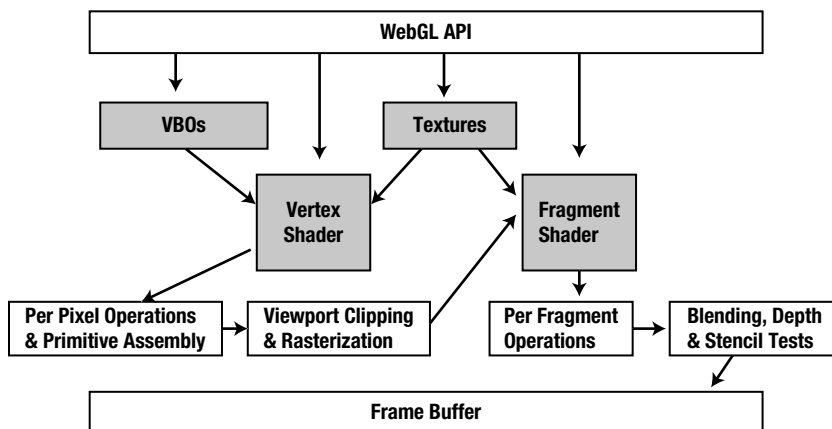 WebGL API
VBOs
Textures
Vertex
Shader
Fragment
Shader
Per Pixel Operations
& Primitive Assembly
Viewport Clipping
& Rasterization
Per Fragment
Operations
Blending, Depth
& Stencil Tests
Frame Buffer